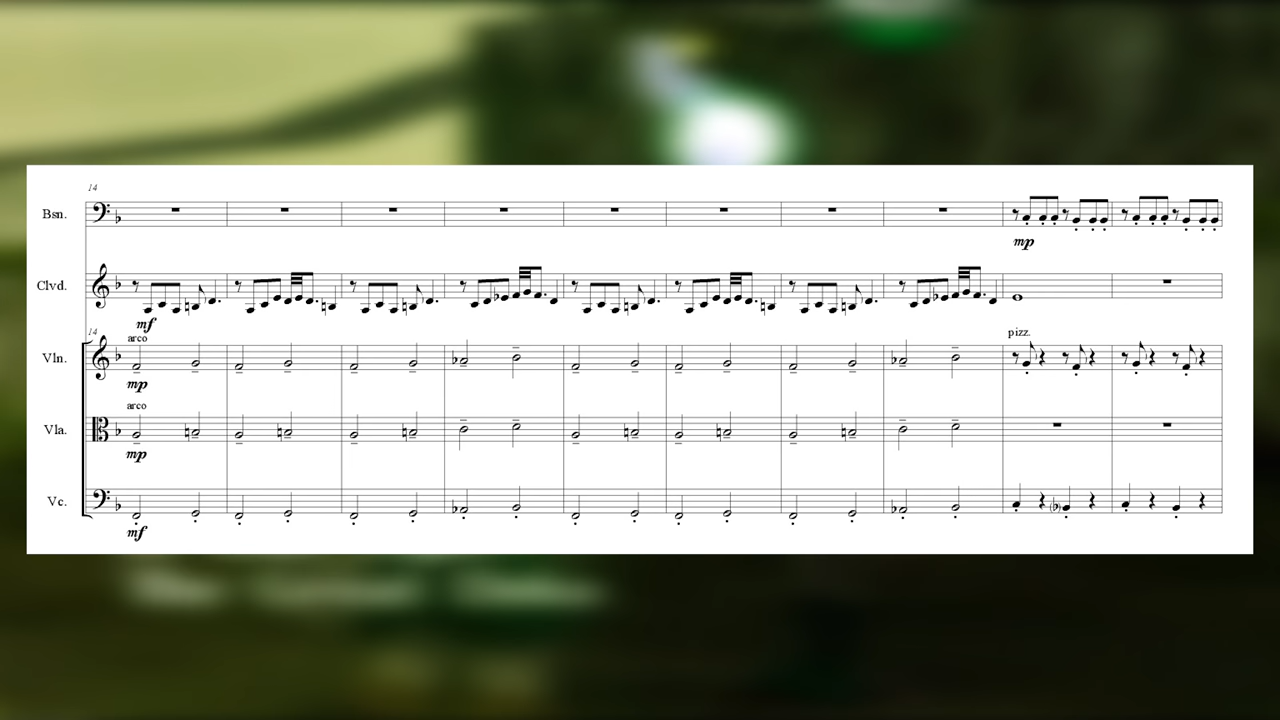 14
Bsn.
mp
Clvd.
mf
14
arco
Vln.
mp
pizz.
arco
Vla.
mp
Vc.
mf